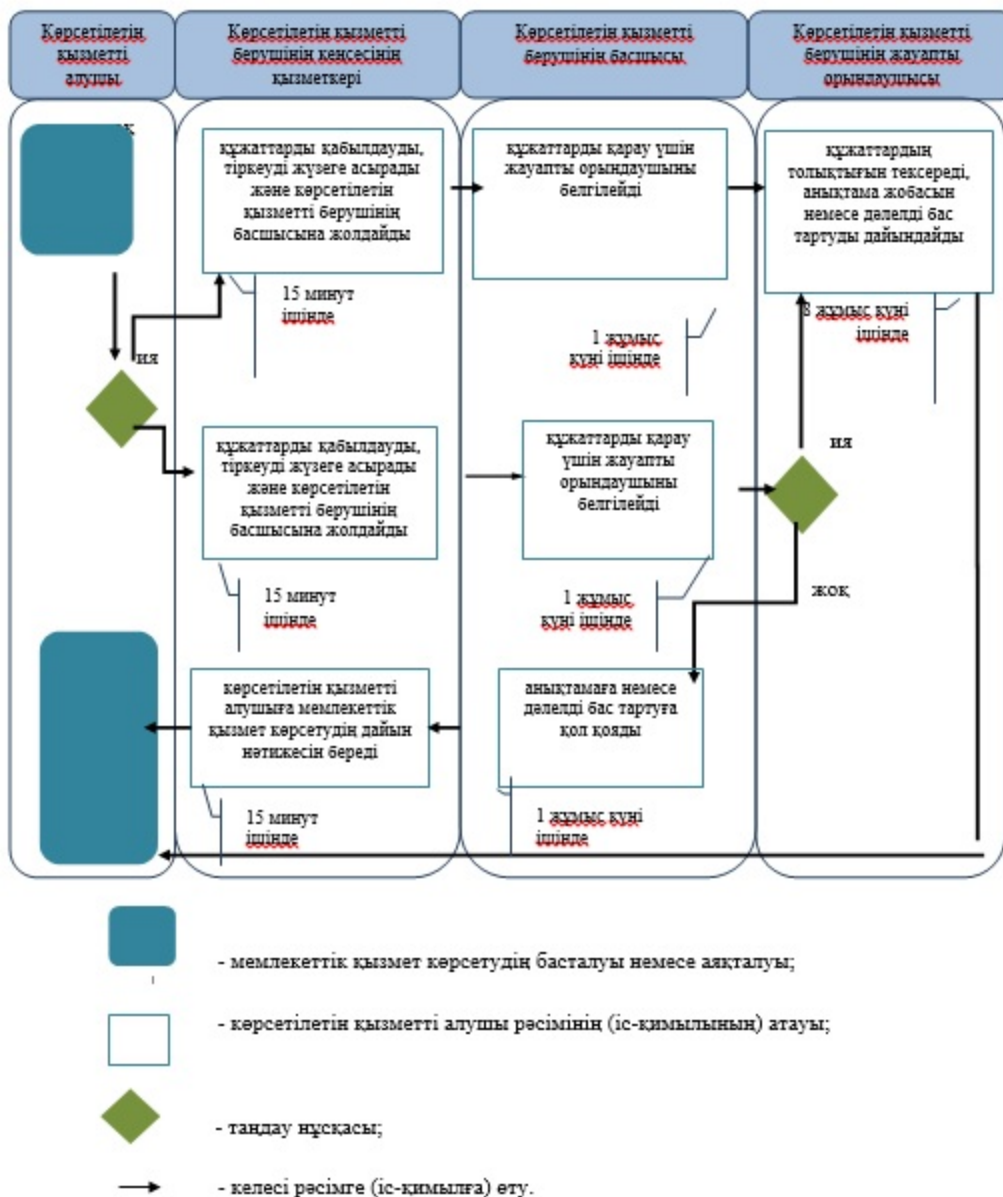 Көрсетілетін
қызметті
алушы
Көрсетілетін қызметті
берушінің кеңсесінің
қызметкері
Көрсетілетін қызметті
берушінің басшысы
Көрсетілетін қызметті
берушінің жауапты
орындаушысы
құжаттарды қабылдауды,
тіркеуді жүзеге асырады
және көрсетілетін
қызметті берушінің
басшысына жолдайды
құжаттарды қарау үшін
жауапты орындаушыны
белгілейді
құжаттардың
толықтығын тексереді,
анықтама жобасын
немесе дәлелді бас
тартуды дайындайды
15 минут
ішінде
1 жұмыс
күні ішінде
8 жұмыс күні
ішінде
ия
құжаттарды қабылдауды,
тіркеуді жүзеге асырады
және көрсетілетін
қызметті берушінің
басшысына жолдайды
құжаттарды қарау
үшін жауапты
орындаушыны
белгілейді
ия
15 минут
ішінде
1 жұмыс
күні ішінде
жоқ
көрсетілетін қызметті
алушыға мемлекеттік
қызмет көрсетудің дайын
нәтижесін береді
анықтамаға немесе
дәлелді бас тартуға
қол қояды
15 минут
ішінде
1 жұмыс күні
ішінде
- мемлекеттік қызмет көрсетудің басталуы немесе аяқталуы;
- көрсетілетін қызметті алушы рәсімінің (іс-қимылының) атауы;
- таңдау нұсқасы;
- келесі рәсімге (іс-қимылға) өту.